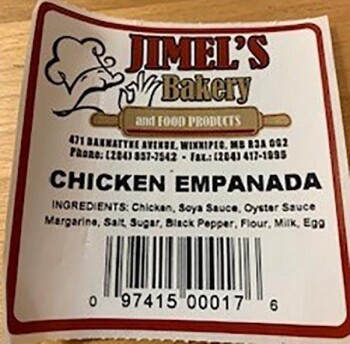 JIMEL'S
Bakery
and FOOD PRODUCTS
471 BANNATYNE AVENUE, WINNIPEG, MB R3A 0G2
Phone: (204) 857-7542 • Fax.: (204) 417-1995
CHICKEN EMPANADA
INGREDIENTS: Chicken, Soya Sauce, Oyster Sauce
Margarine, Salt, Sugar, Black Pepper, Flour, Milk, Egg
0 97415 00017 6